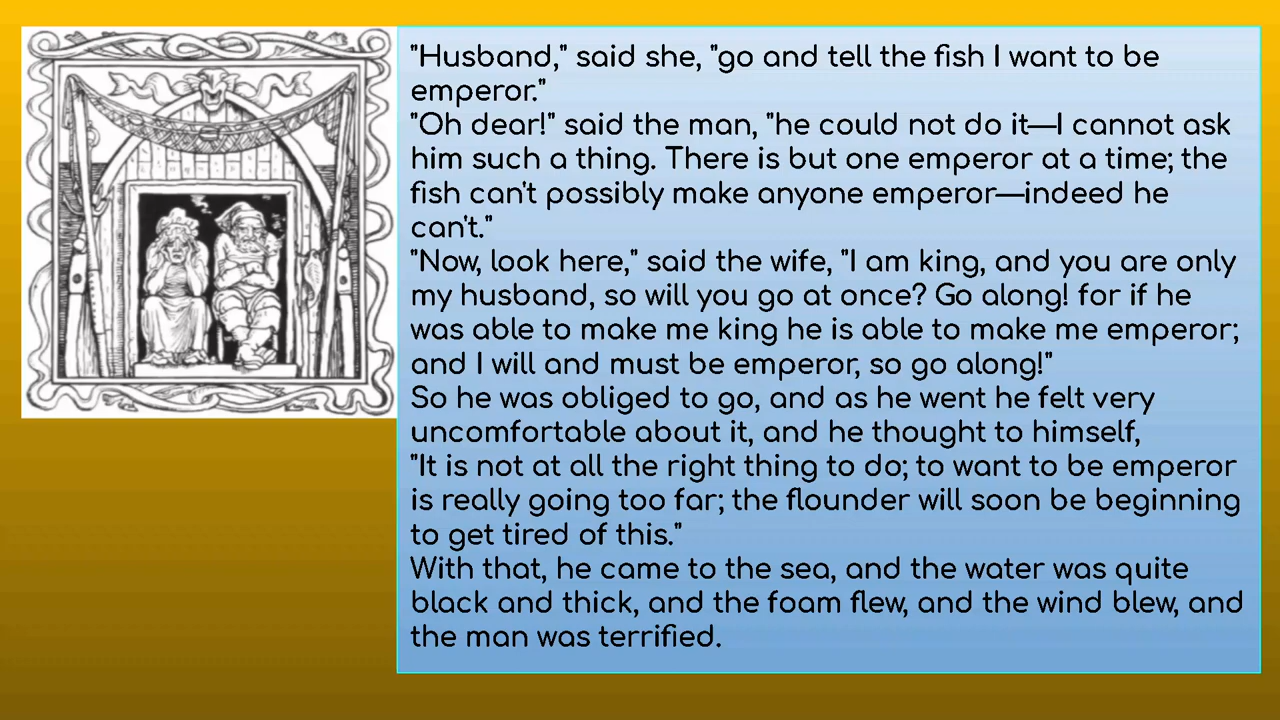 "Husband," said she, "go and tell the fish I want to be
emperor."
"Oh dear!" said the man, "he could not do it—I cannot ask
him such a thing. There is but one emperor at a time; the
fish can't possibly make anyone emperor—indeed he
can't."
"Now, look here," said the wife, "I am king, and you are only
my husband, so will you go at once? Go along! for if he
was able to make me king he is able to make me emperor;
and I will and must be emperor, so go along!"
So he was obliged to go, and as he went he felt very
uncomfortable about it, and he thought to himself,
"It is not at all the right thing to do; to want to be emperor
is really going too far; the flounder will soon be beginning
to get tired of this."
With that, he came to the sea, and the water was quite
black and thick, and the foam flew, and the wind blew, and
the man was terrified.